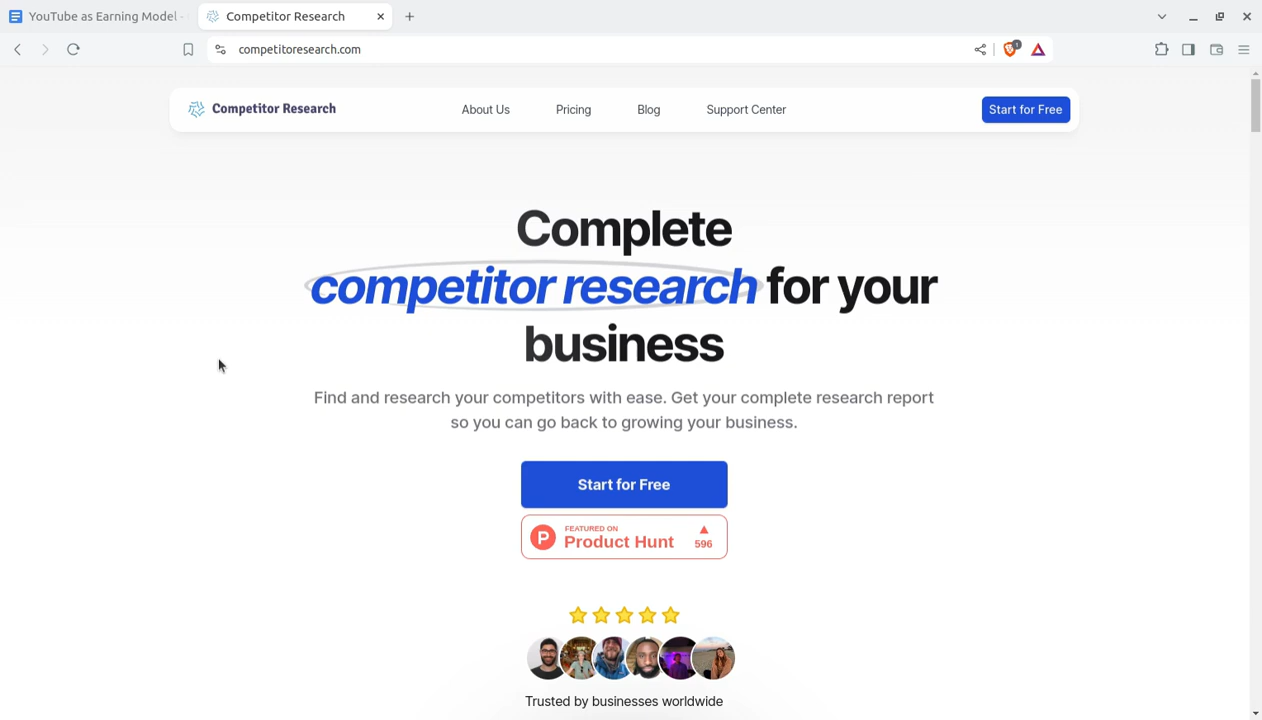 YouTube as Earning Model -
Competitor Research
competitoresearch.com
1
Competitor Research
About Us
Pricing
Blog
Support Center
Start for Free
Complete
competitor research for your
business
Find and research your competitors with ease. Get your complete research report
so you can go back to growing your business.
Start for Free
P
FEATURED ON
Product Hunt
596
Trusted by businesses worldwide